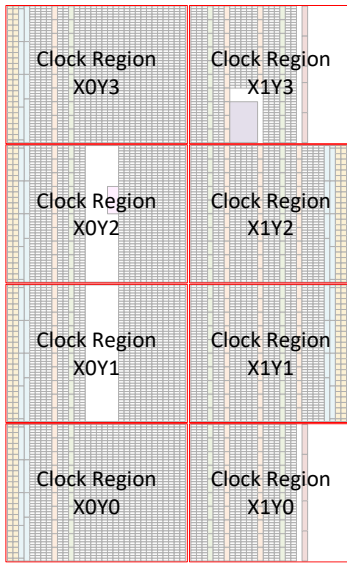 Clock Region
X0Y3
Clock Region
X1Y3
Clock Region
X0Y2
Clock Region
X1Y2
Clock Region
X0Y1
Clock Region
X1Y1
Clock Region
X0Y0
Clock Region
X1Y0